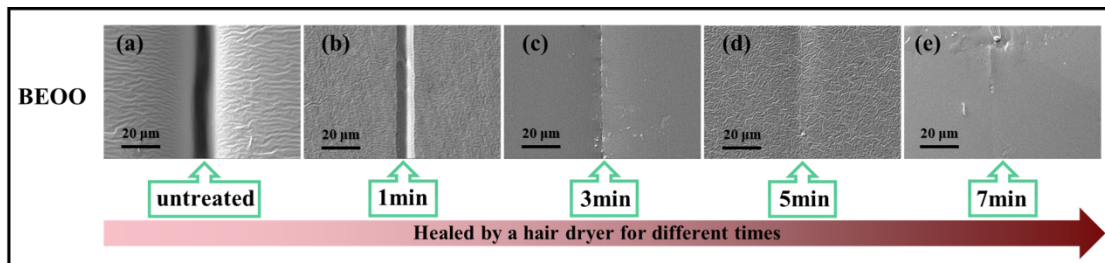 BEOO
(a)
(b)
(c)
(d)
(e)
20 μm
20 μm
20 μm
20 μm
20 μm
untreated
1min
3min
5min
7min
Healed by a hair dryer for different times